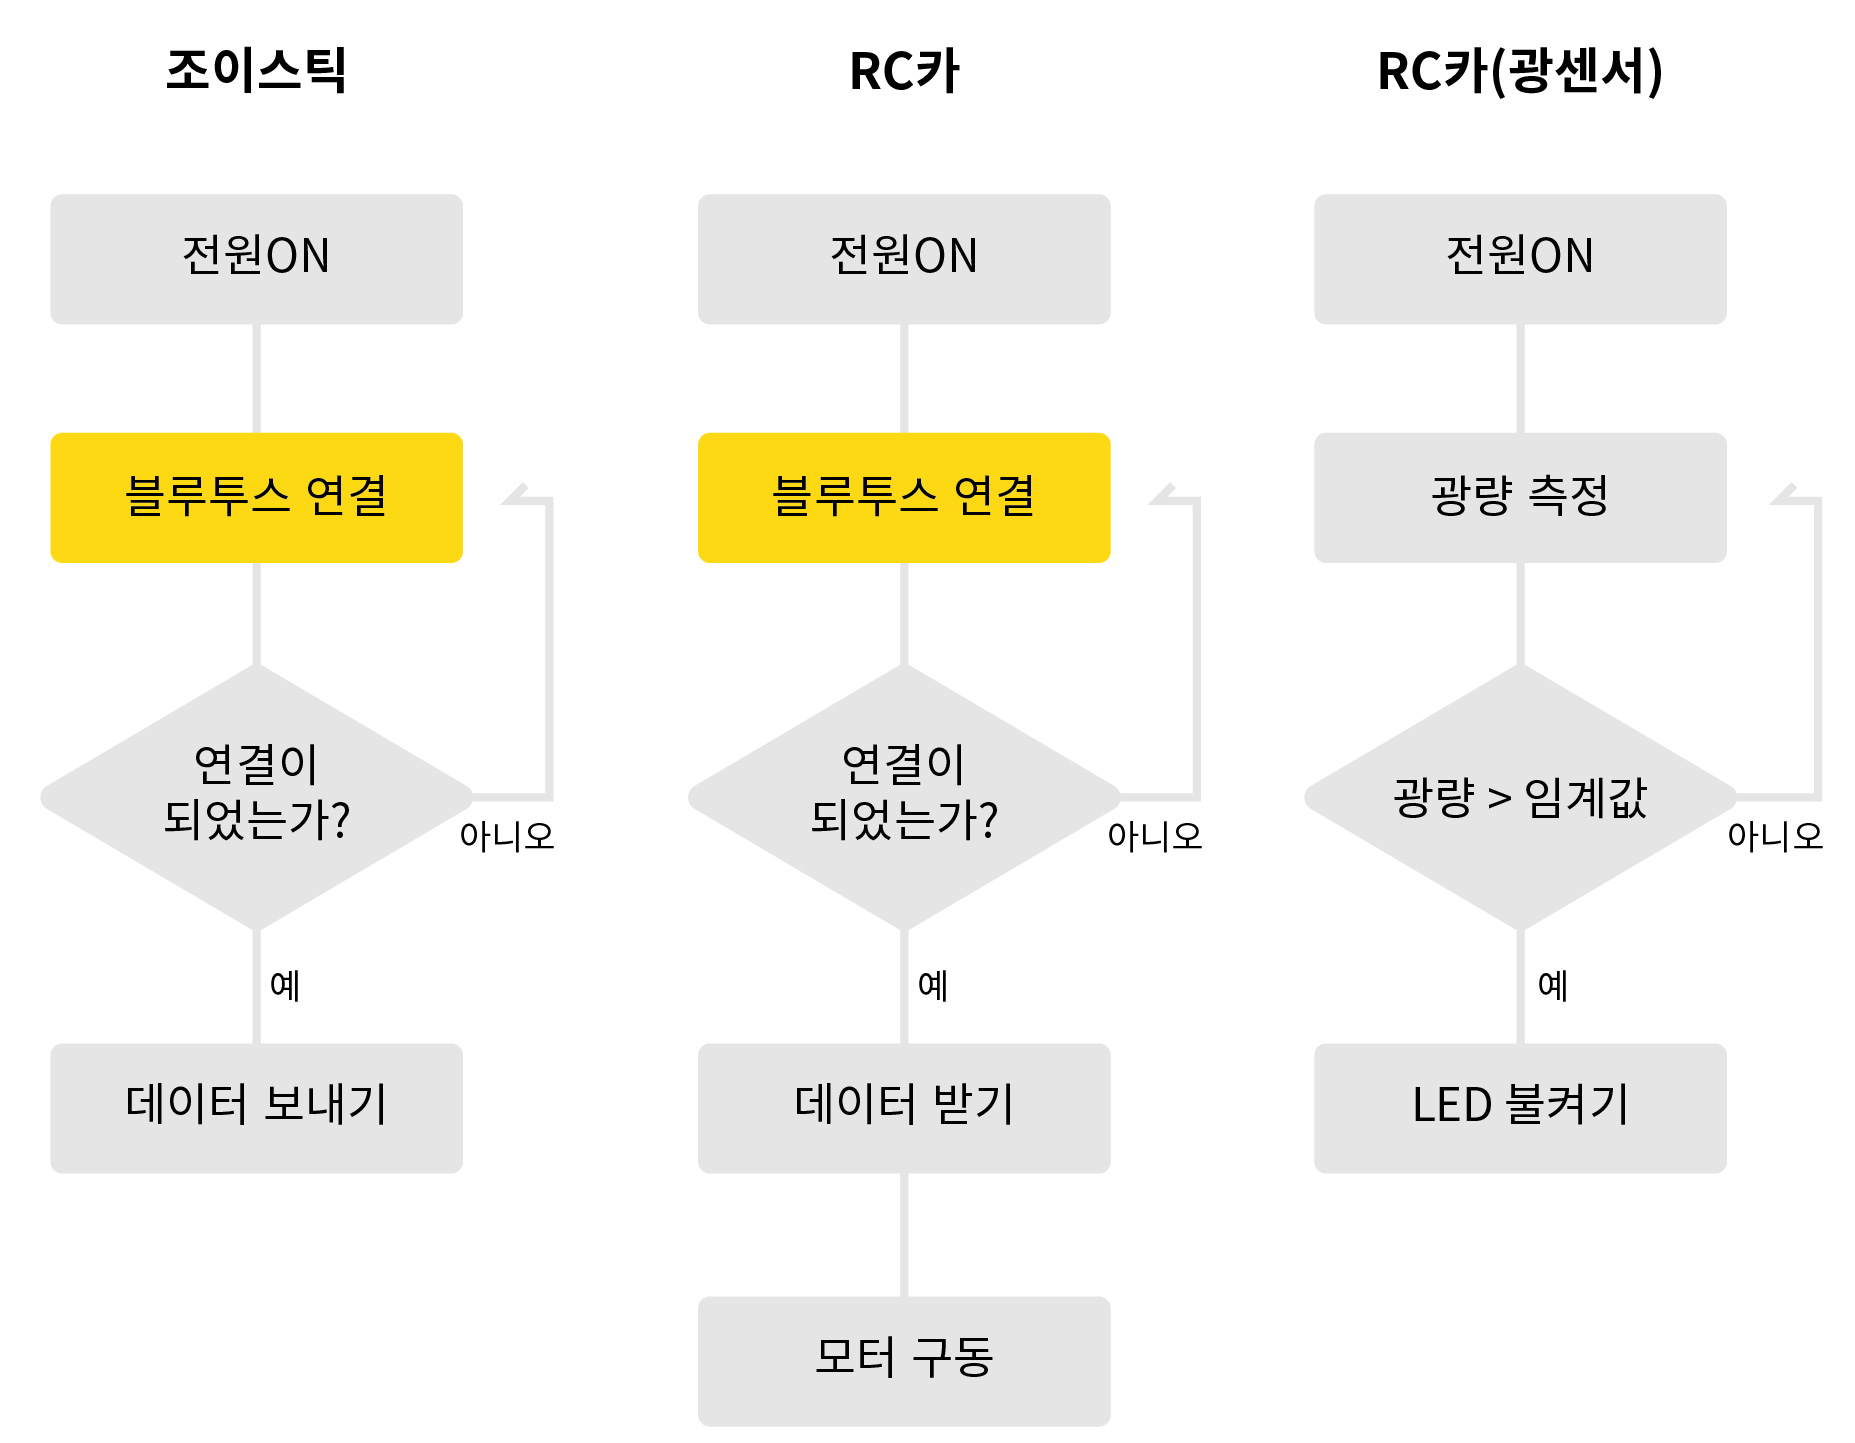 조이스틱
전원ON
블루투스 연결
연결이
되었는가?
아니오
예
데이터 보내기
RC카
전원ON
블루투스 연결
연결이
되었는가?
아니오
예
데이터 받기
모터 구동
RC카(광센서)
전원ON
광량 측정
광량 > 임계값
아니오
예
LED 불켜기